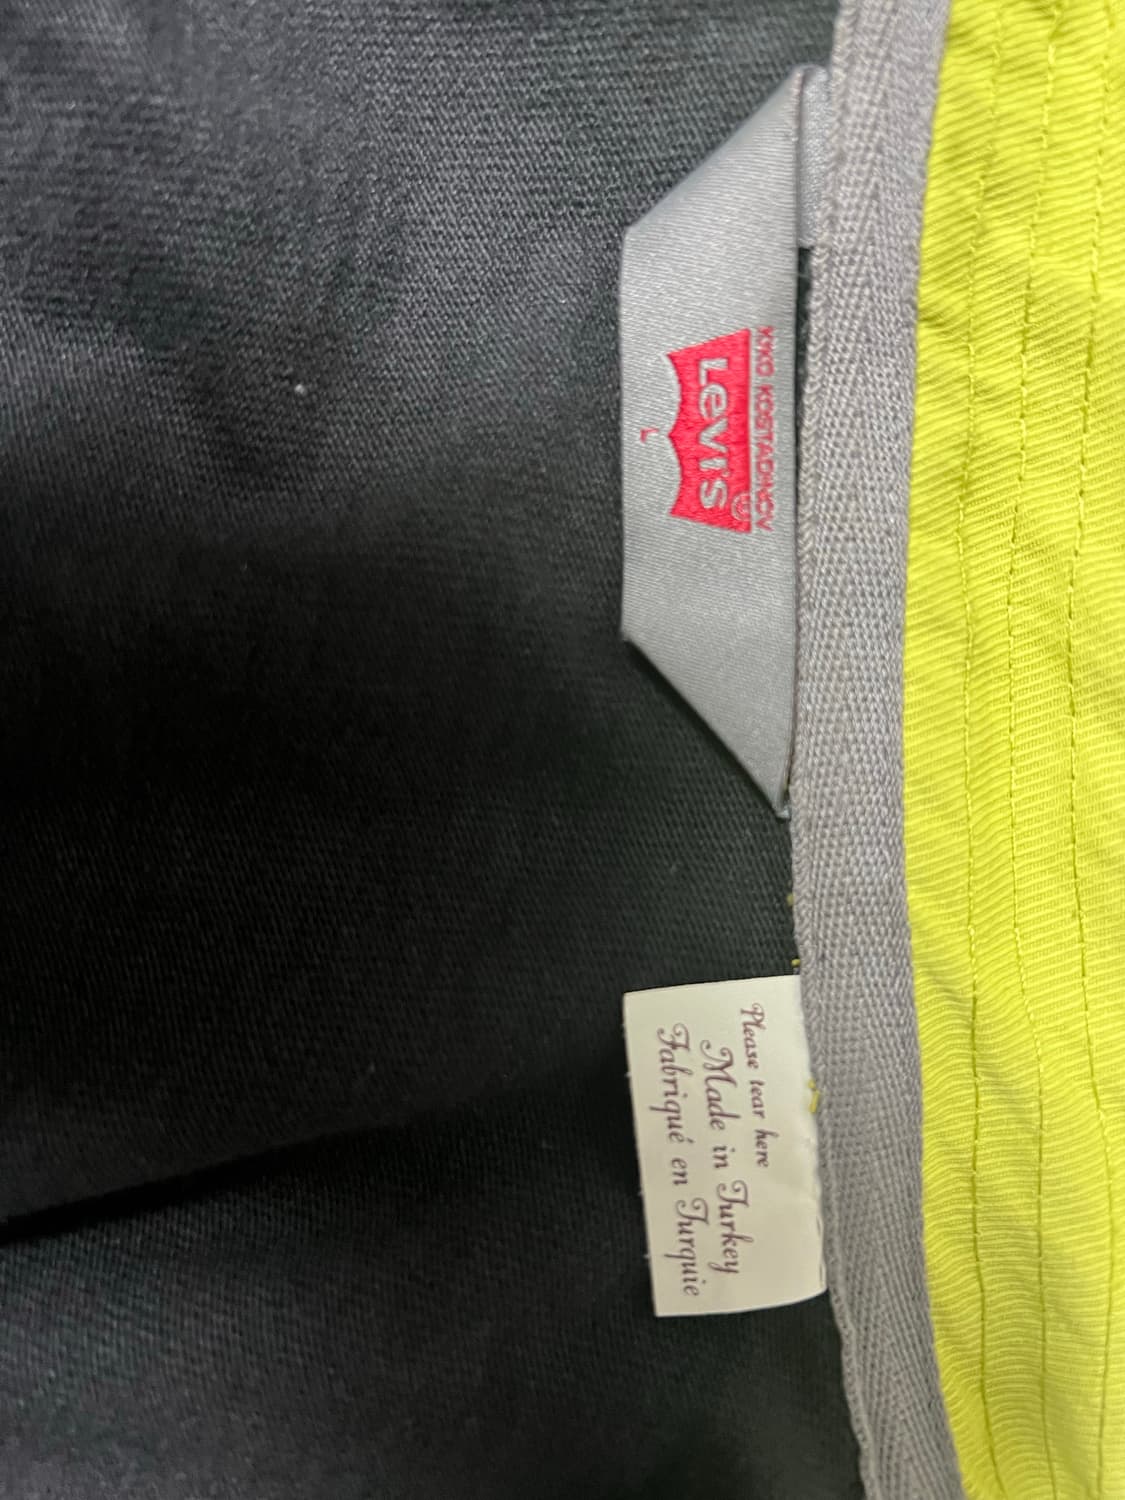 KIKO KOSTADINOV
Levi's®
L
Please tear here
Made in Turkey
Fabriqué en Turquie